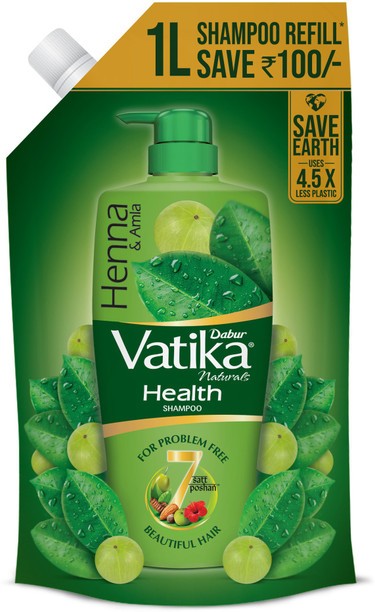 1L SHAMPOO REFILL*
SAVE ₹100/-
SAVE
EARTH
USES
4.5 X
LESS PLASTIC
Henna
& Amla
Dabur
Vatika®
Naturals
Health
SHAMPOO
FOR PROBLEM FREE
7
satt
poshan™
BEAUTIFUL HAIR